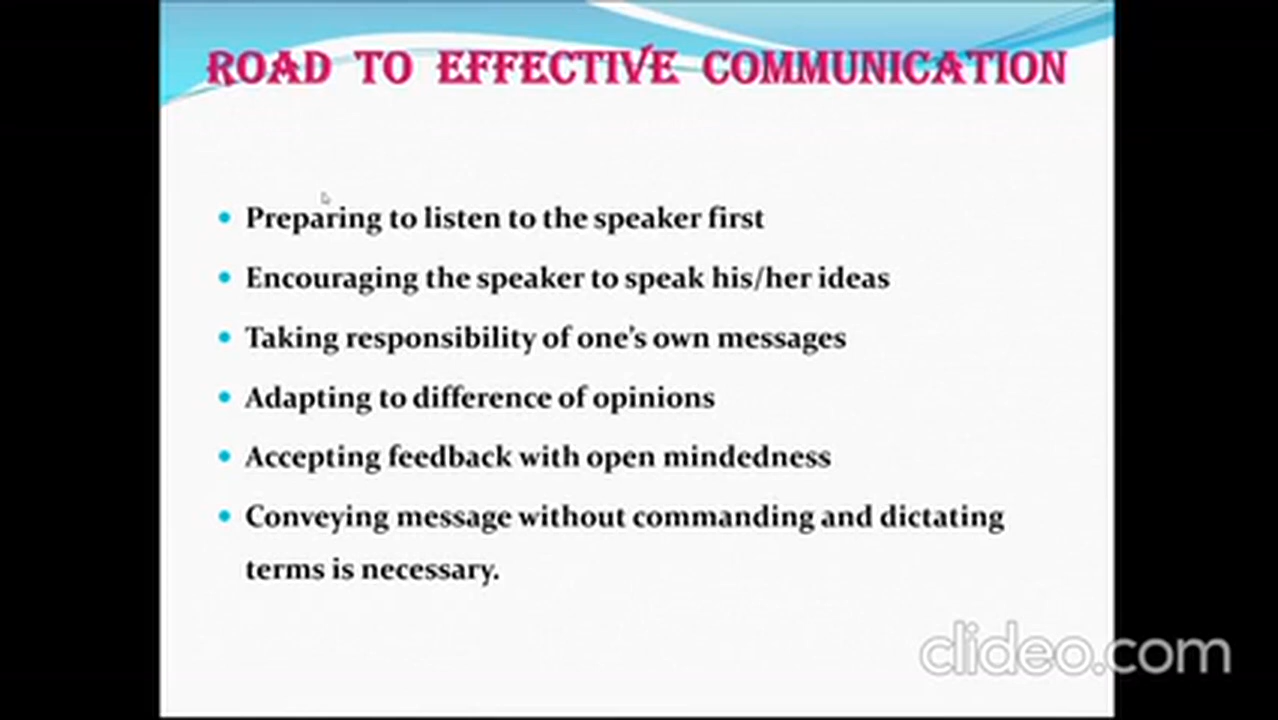 ROAD TO EFFECTIVE COMMUNICATION
• Preparing to listen to the speaker first
• Encouraging the speaker to speak his/her ideas
• Taking responsibility of one's own messages
• Adapting to difference of opinions
• Accepting feedback with open mindedness
• Conveying message without commanding and dictating
terms is necessary.
clideo.com